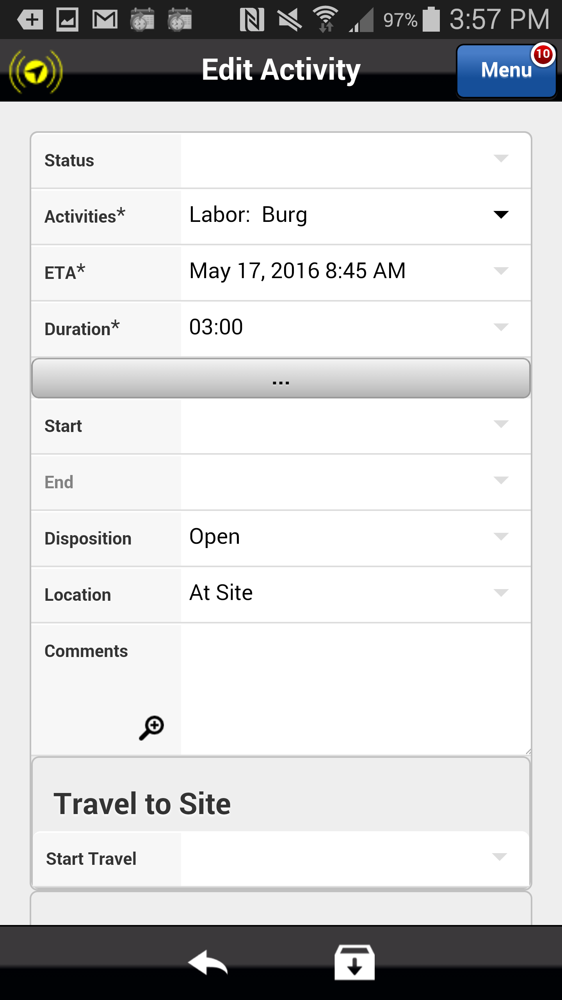 97% 3:57 PM
Edit Activity
Menu
10
Status
Activities* Labor: Burg
ETA* May 17, 2016 8:45 AM
Duration* 03:00
...
Start
End
Disposition Open
Location At Site
Comments
Travel to Site
Start Travel